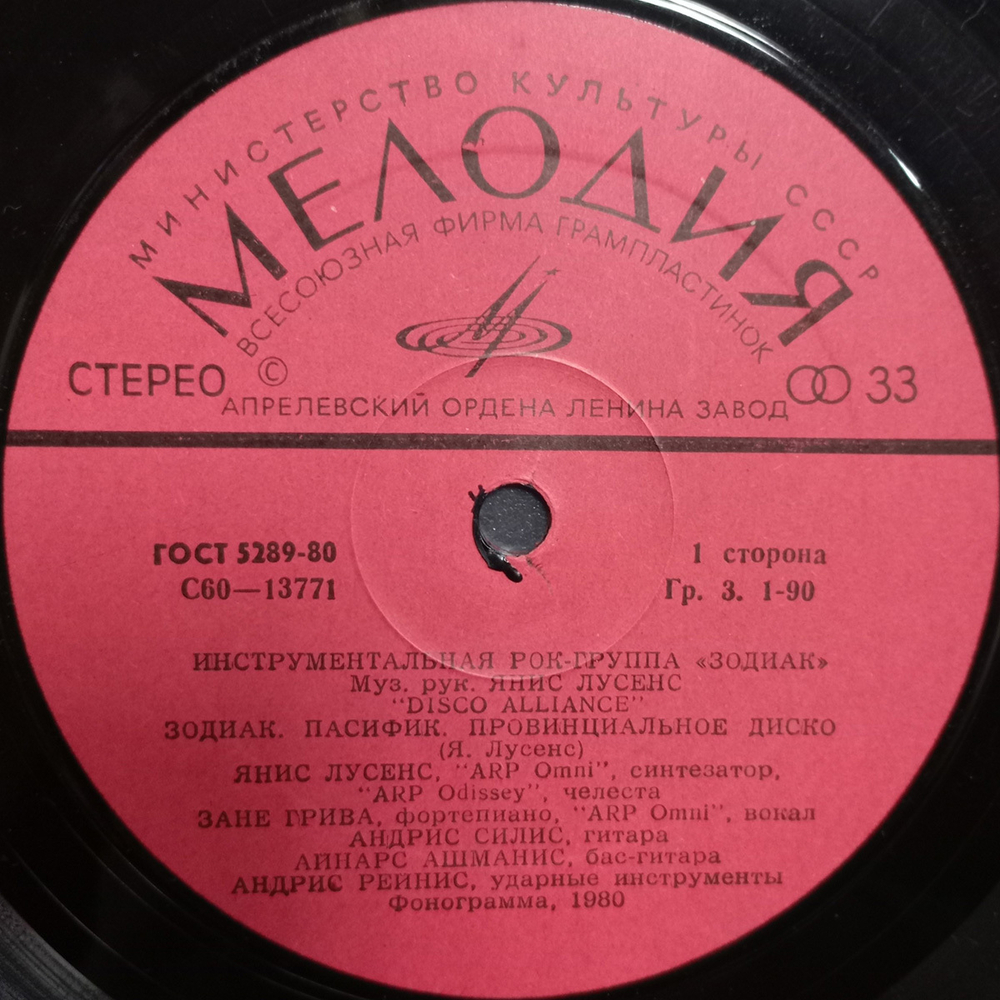 МИНИСТЕРСТВО КУЛЬТУРЫ СССР
МЕЛОДИЯ
ВСЕСОЮЗНАЯ ФИРМА ГРАМПЛАСТИНОК
СТЕРЕО © 33
АПРЕЛЕВСКИЙ ОРДЕНА ЛЕНИНА ЗАВОД
ГОСТ 5289-80
С60—13771
1 сторона
Гр. 3. 1-90
ИНСТРУМЕНТАЛЬНАЯ РОК-ГРУППА «ЗОДИАК»
Муз. рук. ЯНИС ЛУСЕНС
"DISCO ALLIANCE"
ЗОДИАК. ПАСИФИК. ПРОВИНЦИАЛЬНОЕ ДИСКО
(Я. Лусенс)
ЯНИС ЛУСЕНС, "ARP Omni", синтезатор,
"ARP Odissey", челеста
ЗАНЕ ГРИВА, фортепиано, "ARP Omni", вокал
АНДРИС СИЛИС, гитара
АЙНАРС АШМАНИС, бас-гитара
АНДРИС РЕЙНИС, ударные инструменты
Фонограмма, 1980